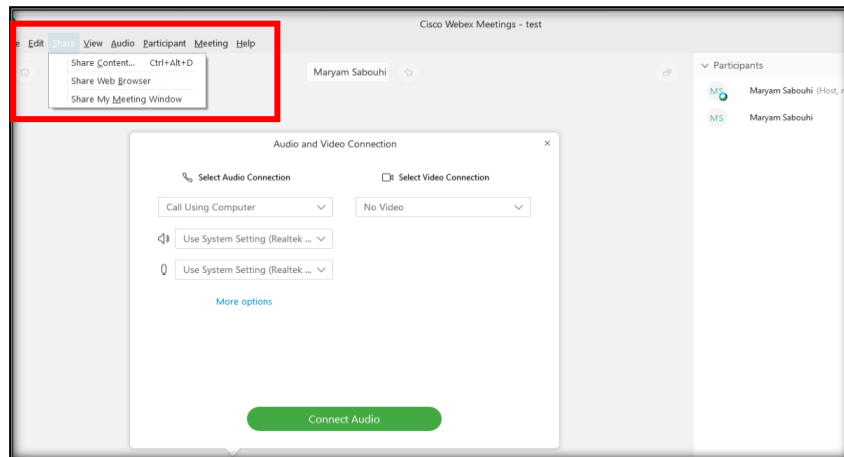 Cisco Webex Meetings - test
e Edit Share View Audio Participant Meeting Help
Share Content... Ctrl+Alt+D
Share Web Browser
Share My Meeting Window
Maryam Sabouhi
Participants
MS Maryam Sabouhi (Host,
MS Maryam Sabouhi
Audio and Video Connection
Select Audio Connection
Select Video Connection
Call Using Computer
No Video
Use System Setting (Realtek ...
Use System Setting (Realtek ...
More options
Connect Audio